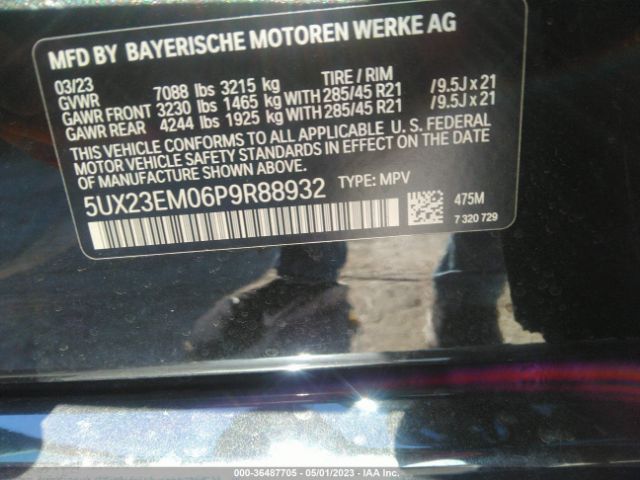 MFD BY BAYERISCHE MOTOREN WERKE AG
03/23 TIRE / RIM
GVWR 7088 lbs 3215 kg
GAWR FRONT 3230 lbs 1465 kg WITH 285/45 R21 /9.5J x 21
GAWR REAR 4244 lbs 1925 kg WITH 285/45 R21 /9.5J x 21
THIS VEHICLE CONFORMS TO ALL APPLICABLE U. S. FEDERAL
MOTOR VEHICLE SAFETY STANDARDS IN EFFECT ON THE DATE
OF MANUFACTURE SHOWN ABOVE.
5UX23EM06P9R88932 TYPE: MPV
475M
7 320 729
000-36487705 - 05/01/2023 - IAA Inc.